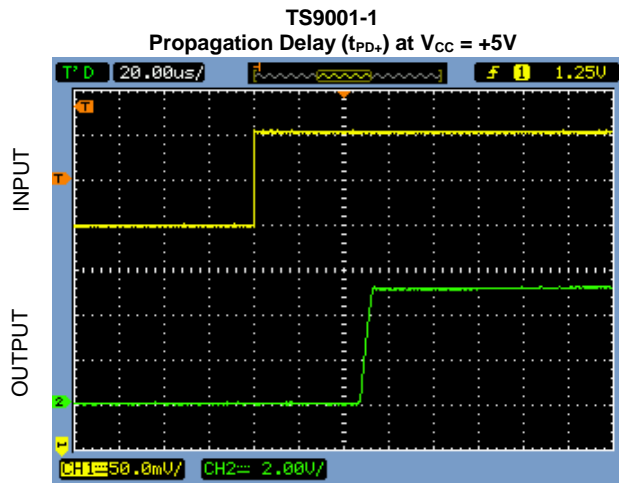 TS9001-1
Propagation Delay (tPD+) at VCC = +5V
T'D 20.00us/ 1 1.25V
T
INPUT
T
OUTPUT
2
1
CH1 50.0mV/ CH2 2.00V/